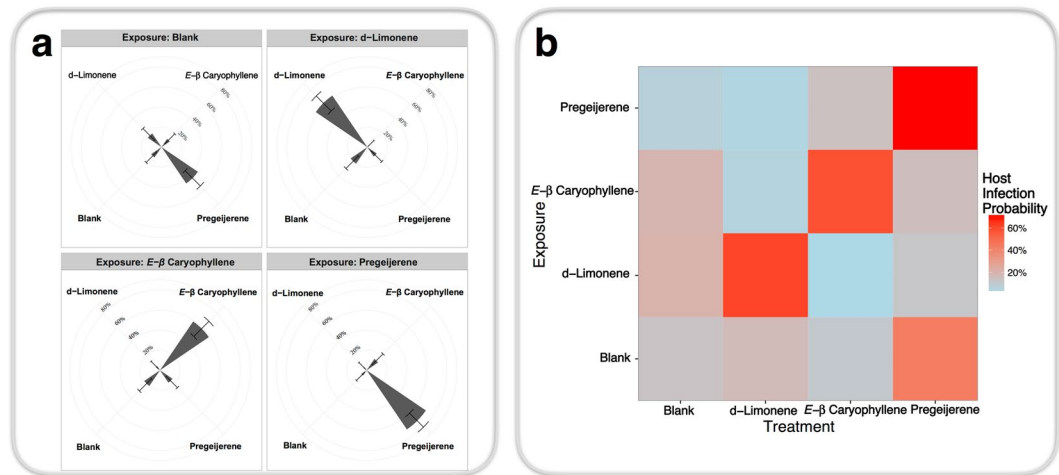 a
Exposure: Blank
d–Limonene
E–β Caryophyllene
80%
60%
40%
20%
Blank
Pregeijerene
Exposure: d–Limonene
d–Limonene
E–β Caryophyllene
80%
60%
40%
20%
Blank
Pregeijerene
Exposure: E–β Caryophyllene
d–Limonene
E–β Caryophyllene
80%
60%
40%
20%
Blank
Pregeijerene
Exposure: Pregeijerene
d–Limonene
E–β Caryophyllene
80%
60%
40%
20%
Blank
Pregeijerene
b
Exposure
Pregeijerene
E–β Caryophyllene
d–Limonene
Blank
Blank d–Limonene E–β Caryophyllene Pregeijerene
Treatment
Host
Infection
Probability
60%
40%
20%